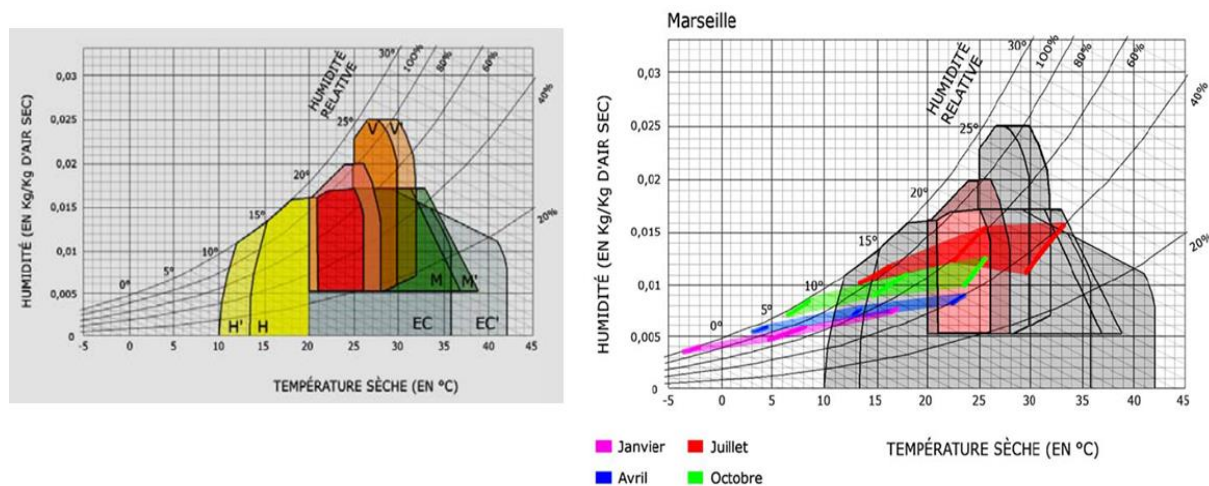 HUMIDITÉ (EN Kg/Kg D'AIR SEC)
0,03
0,025
0,02
0,015
0,01
0,005
0
HUMIDITÉ
RELATIVE
0°
5°
10°
15°
20°
25°
30°
100%
80%
60%
40%
20%
V V'
H' H
M M'
EC EC'
-5 0 5 10 15 20 25 30 35 40 45
TEMPÉRATURE SÈCHE (EN °C)
Marseille
HUMIDITÉ (EN Kg/Kg D'AIR SEC)
0,03
0,025
0,02
0,015
0,01
0,005
0
HUMIDITÉ
RELATIVE
0°
5°
10°
15°
20°
25°
30°
100%
80%
60%
40%
20%
-5 0 5 10 15 20 25 30 35 40 45
TEMPÉRATURE SÈCHE (EN °C)
Janvier Juillet
Avril Octobre